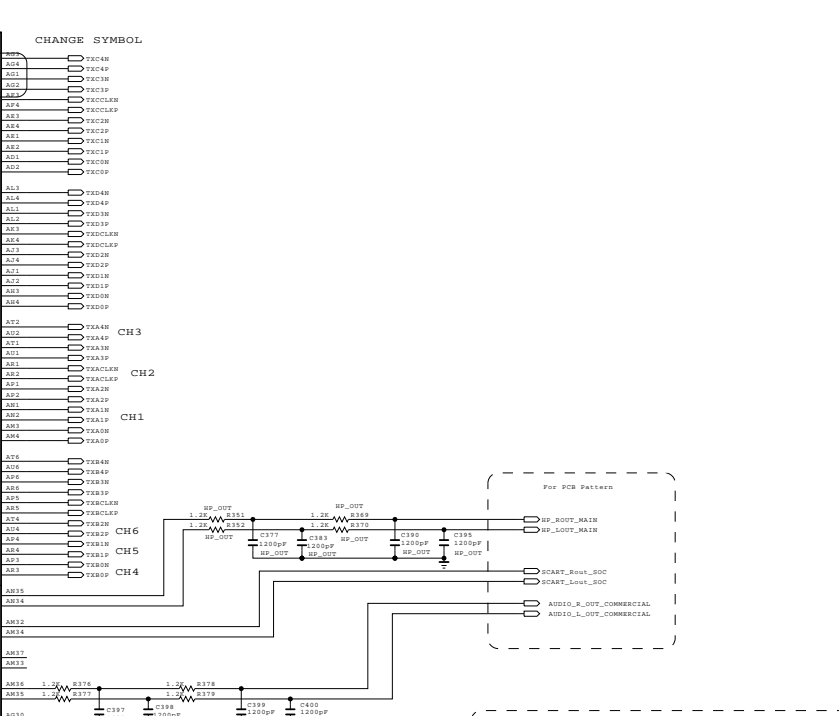 CHANGE SYMBOL
AG3 TXC4N
AG4 TXC4P
AG1 TXC3N
AG2 TXC3P
AF3 TXCCLKN
AF4 TXCCLKP
AE3 TXC2N
AE4 TXC2P
AE1 TXC1N
AE2 TXC1P
AD1 TXC0N
AD2 TXC0P
AL3 TXD4N
AL4 TXD4P
AL1 TXD3N
AL2 TXD3P
AK3 TXDCLKN
AK4 TXDCLKP
AJ3 TXD2N
AJ4 TXD2P
AJ1 TXD1N
AJ2 TXD1P
AH3 TXD0N
AH4 TXD0P
AT2 TXA4N
CH3
AU2 TXA4P
AT1 TXA3N
AU1 TXA3P
AR1 TXACLKN
CH2
AR2 TXACLKP
AP1 TXA2N
AP2 TXA2P
AN1 TXA1N
AN2 TXA1P CH1
AM3 TXA0N
AM4 TXA0P
AT6 TXB4N
AU6 TXB4P
AP6 TXB3N
AR6 TXB3P
AP5 TXBCLKN
AR5 TXBCLKP
AT4 TXB2N
AU4 TXB2P CH6
AP4 TXB1N
AR4 TXB1P CH5
AP3 TXB0N
AR3 TXB0P CH4
For PCB Pattern
HP_OUT HP_OUT
1.2K R351 1.2K R369 HP_ROUT_MAIN
1.2K R352 1.2K R370 HP_LOUT_MAIN
HP_OUT HP_OUT
C377 C383 C390 C395
1200pF 1200pF 1200pF 1200pF
HP_OUT HP_OUT HP_OUT HP_OUT
SCART_Rout_SOC
SCART_Lout_SOC
AN35
AN34
AUDIO_R_OUT_COMMERCIAL
AUDIO_L_OUT_COMMERCIAL
AM32
AM34
AM37
AM33
AM36 1.2K R376 1.2K R378
AM35 1.2K R377 1.2K R379
C397 C398 C399 C400
1200pF 1200pF 1200pF
AG30